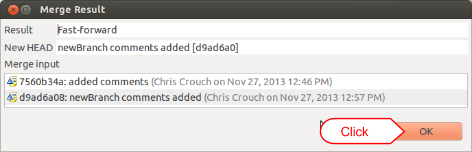 Merge Result
Result Fast-forward
New HEAD newBranch comments added [d9ad6a0]
Merge input
7560b34a: added comments (Chris Crouch on Nov 27, 2013 12:46 PM)
d9ad6a08: newBranch comments added (Chris Crouch on Nov 27, 2013 12:57 PM)
Click OK